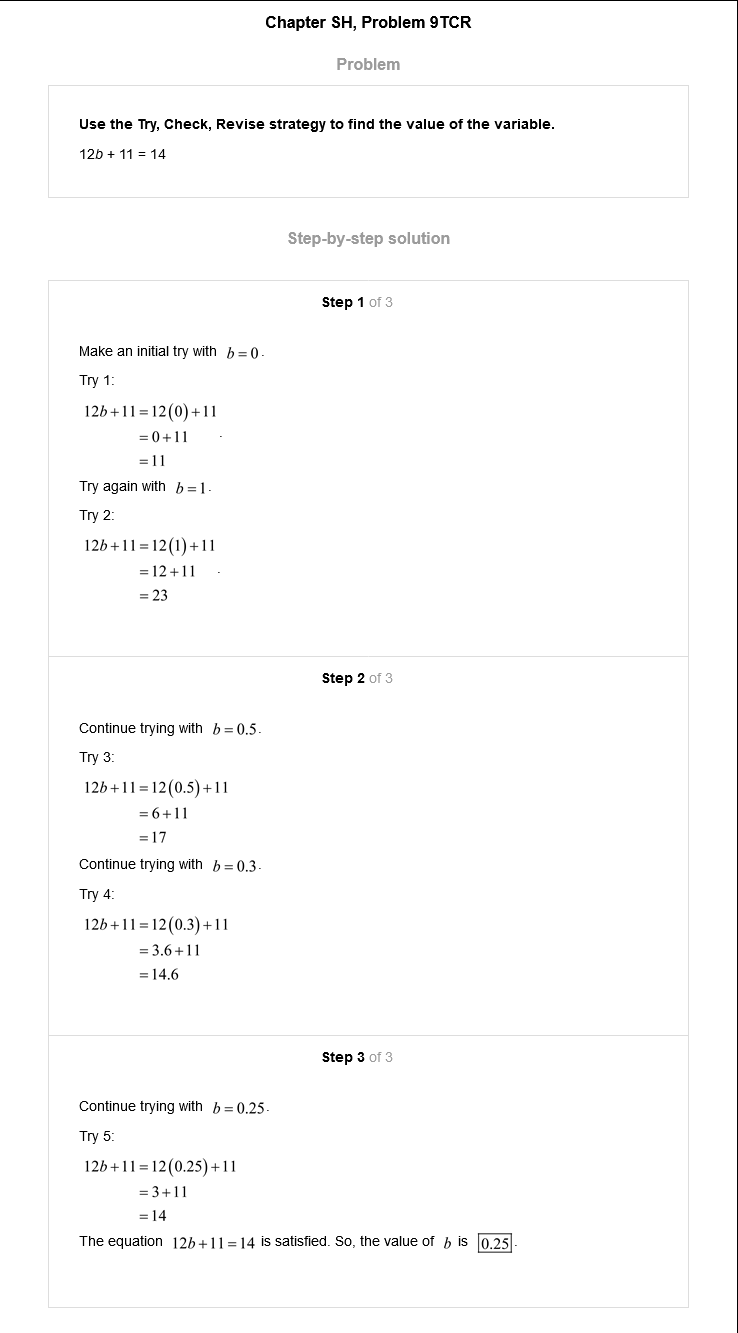 Chapter SH, Problem 9TCR
Problem
Use the Try, Check, Revise strategy to find the value of the variable.
12b + 11 = 14
Step-by-step solution
Step 1 of 3
Make an initial try with b = 0.
Try 1:
12b + 11 = 12(0) + 11
= 0 + 11 .
= 11
Try again with b = 1.
Try 2:
12b + 11 = 12(1) + 11
= 12 + 11 .
= 23
Step 2 of 3
Continue trying with b = 0.5.
Try 3:
12b + 11 = 12(0.5) + 11
= 6 + 11
= 17
Continue trying with b = 0.3.
Try 4:
12b + 11 = 12(0.3) + 11
= 3.6 + 11
= 14.6
Step 3 of 3
Continue trying with b = 0.25.
Try 5:
12b + 11 = 12(0.25) + 11
= 3 + 11
= 14
The equation 12b + 11 = 14 is satisfied. So, the value of b is 0.25.